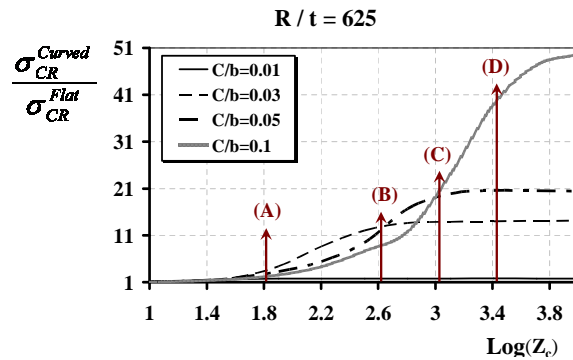 R / t = 625
σ_CR^Curved
σ_CR^Flat
51
41
31
21
11
1
C/b=0.01
C/b=0.03
C/b=0.05
C/b=0.1
(A)
(B)
(C)
(D)
1 1.4 1.8 2.2 2.6 3 3.4 3.8
Log(Z_c)